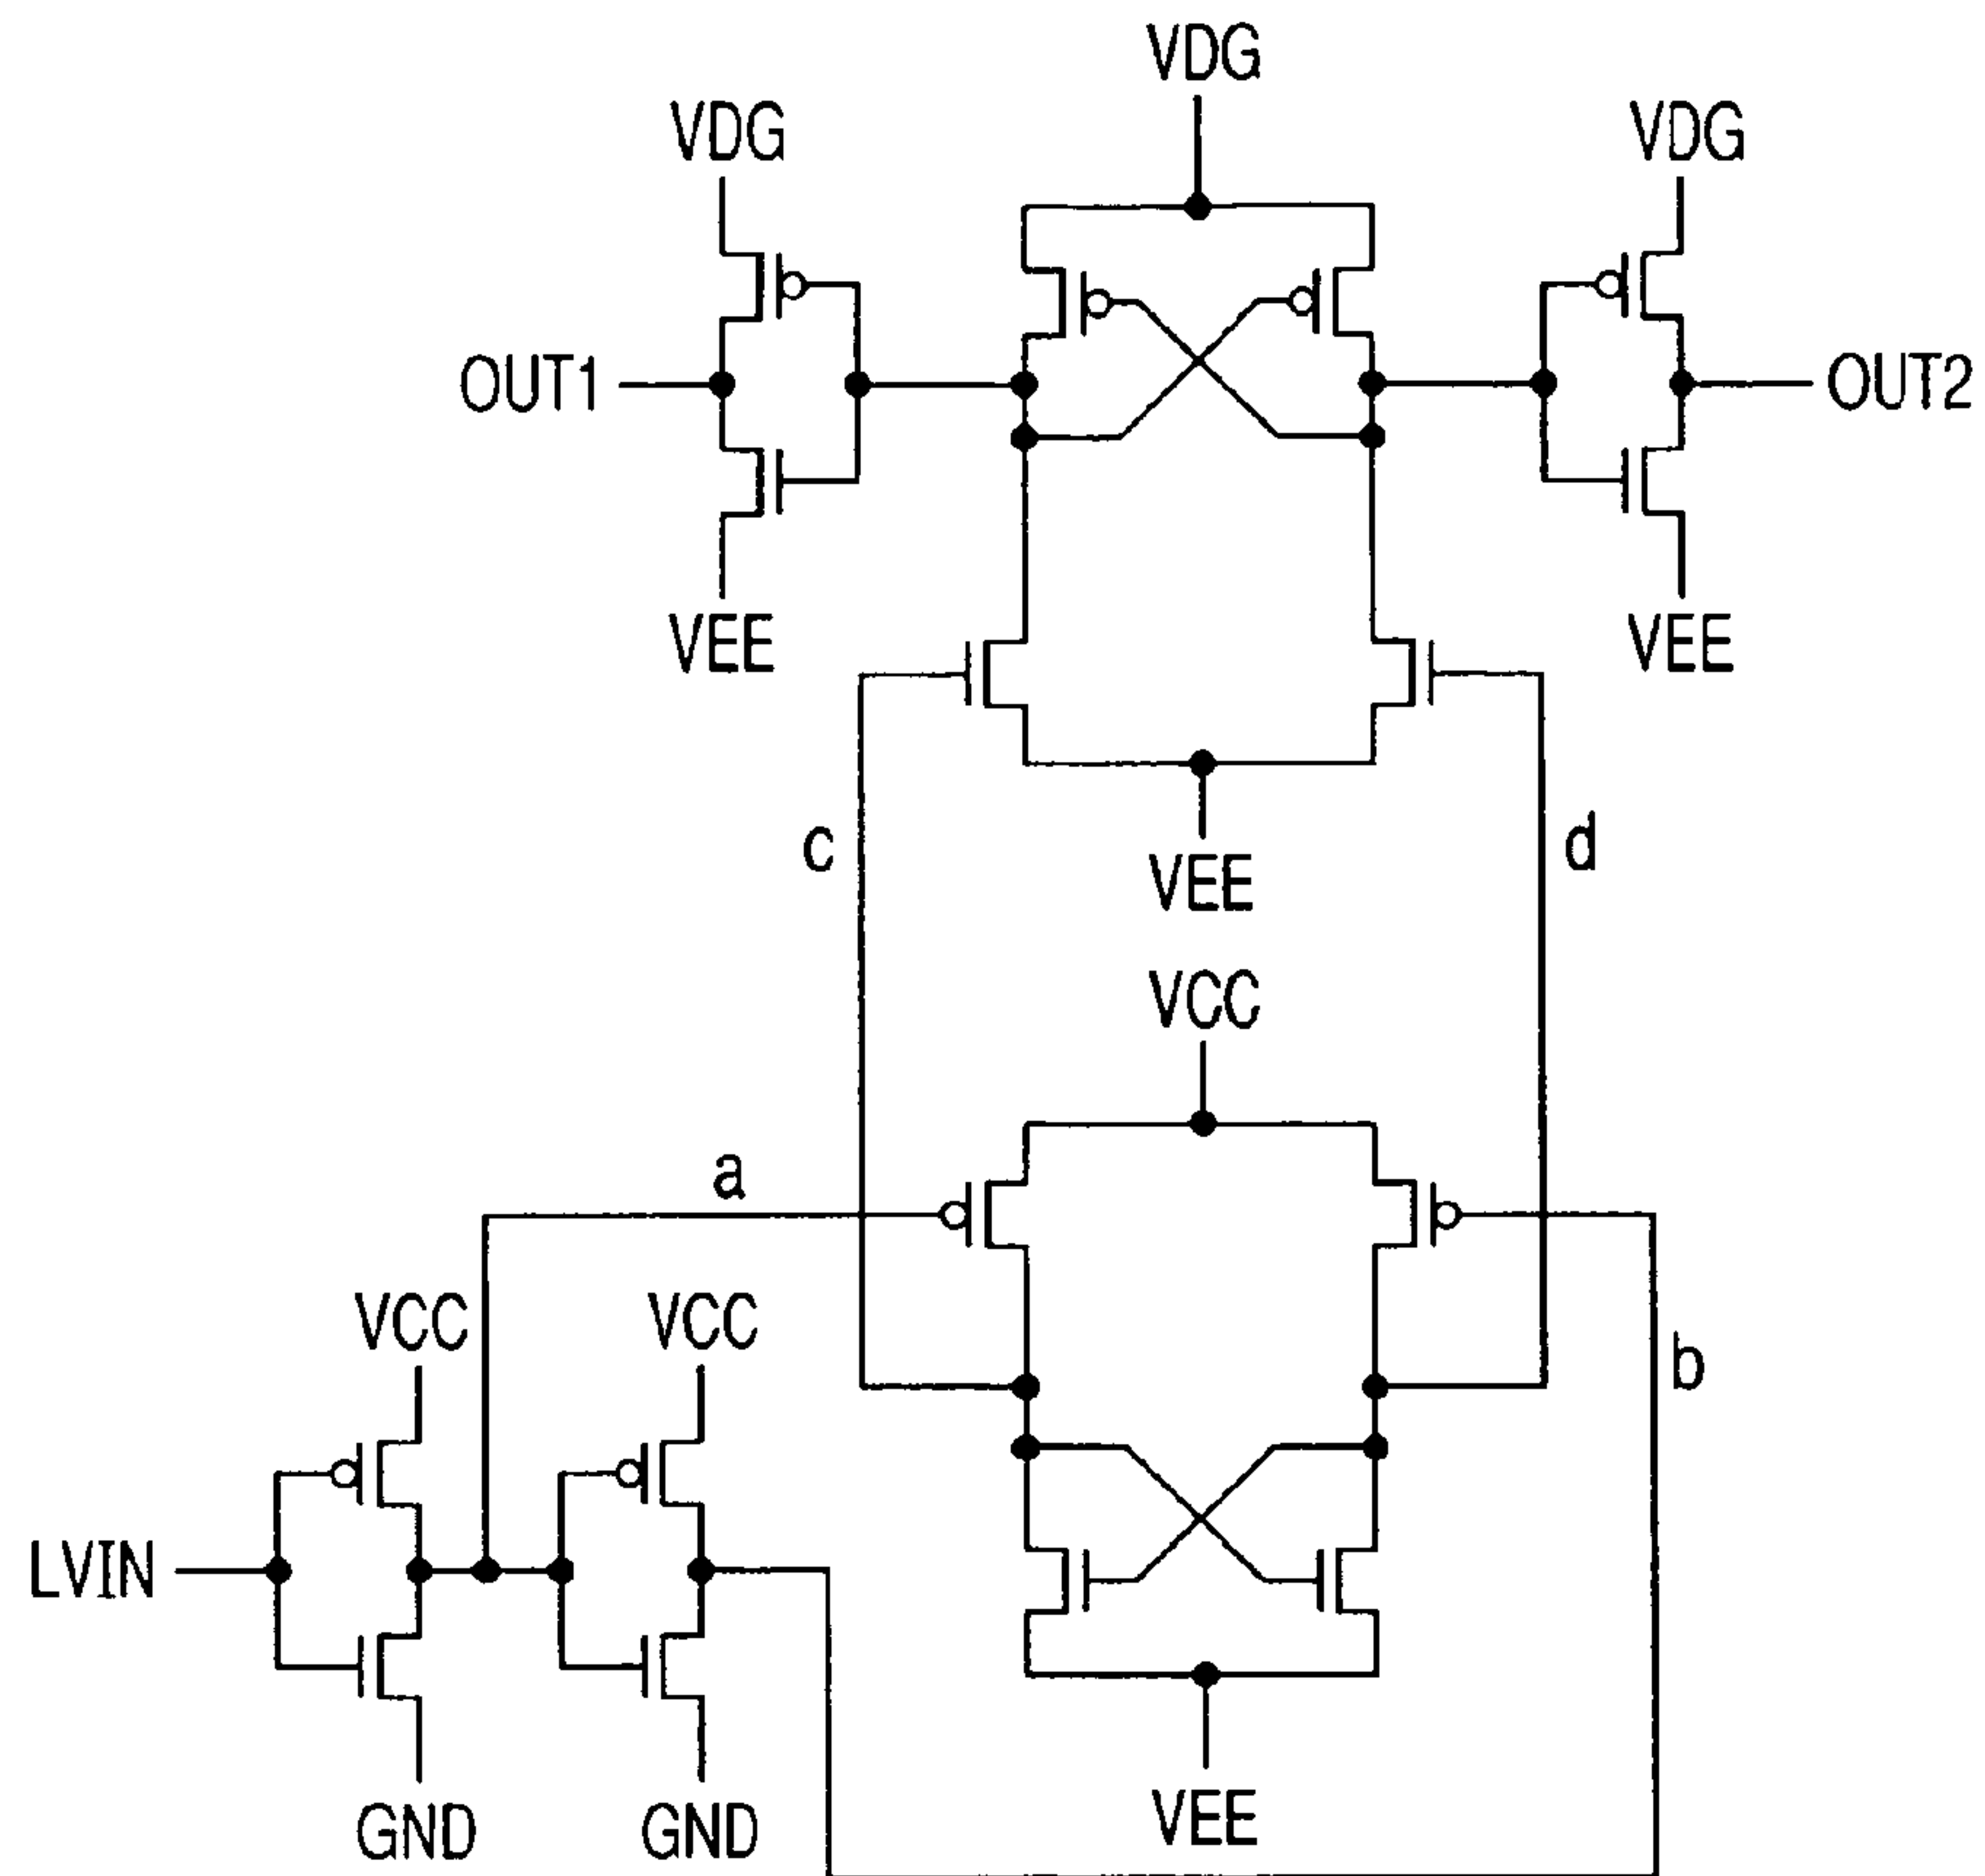 VDG
VDG
VDG
OUT1
OUT2
VEE
VEE
c
d
VEE
VCC
a
VCC
VCC
b
LVIN
GND
GND
VEE